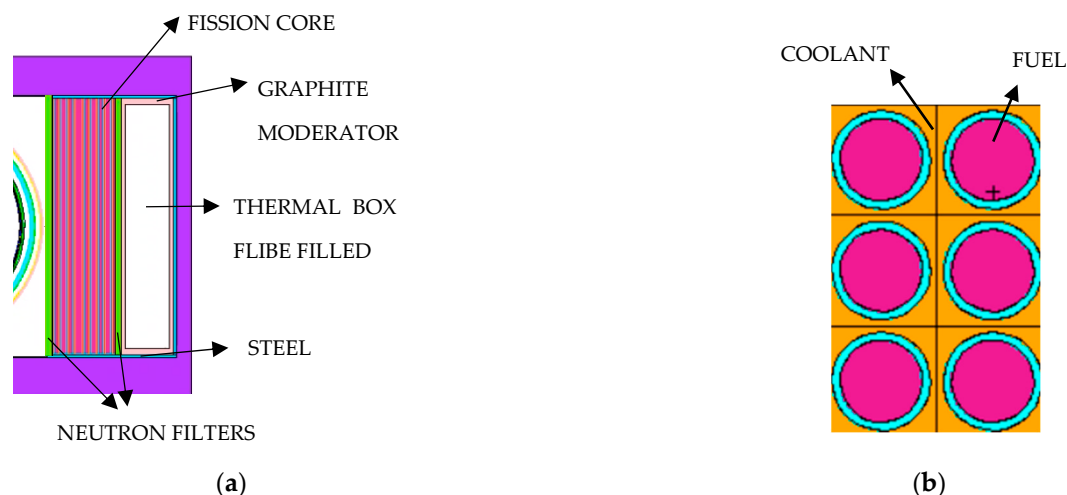 FISSION CORE
GRAPHITE
MODERATOR
THERMAL BOX
FLIBE FILLED
STEEL
NEUTRON FILTERS
(a)
COOLANT
FUEL
(b)